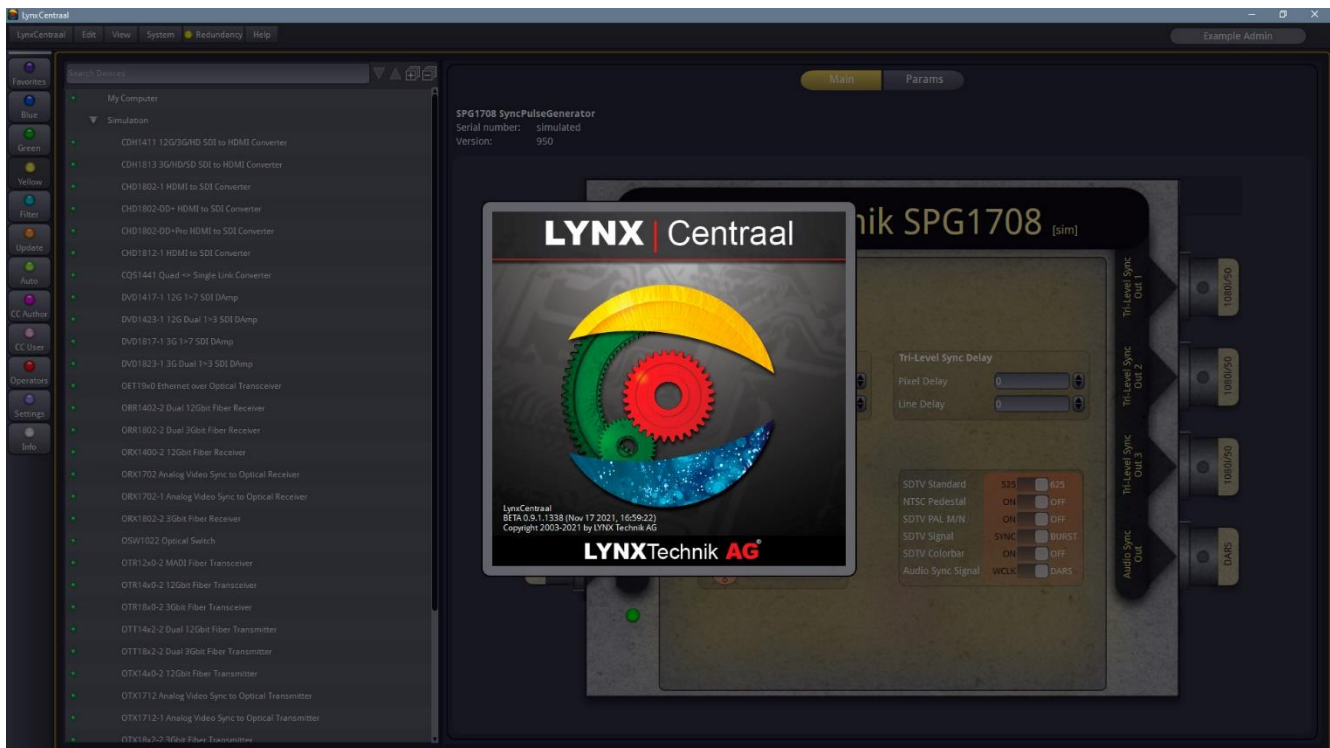 LynxCentraal
LynxCentraal Edit View System Redundancy Help
Example Admin
Favorites
Blue
Green
Yellow
Filter
Update
Auto
CC Author
CC User
Operators
Settings
Info
Search Devices
My Computer
Simulation
CDH1411 12G/3G/HD SDI to HDMI Converter
CDH1813 3G/HD/SD SDI to HDMI Converter
CHD1802-1 HDMI to SDI Converter
CHD1802-DD+ HDMI to SDI Converter
CHD1802-DD+Pro HDMI to SDI Converter
CHD1812-1 HDMI to SDI Converter
CQS1441 Quad <> Single Link Converter
DVD1417-1 12G 1>7 SDI DAmp
DVD1423-1 12G Dual 1>3 SDI DAmp
DVD1817-1 3G 1>7 SDI DAmp
DVD1823-1 3G Dual 1>3 SDI DAmp
OET19x0 Ethernet over Optical Transceiver
ORR1402-2 Dual 12Gbit Fiber Receiver
ORR1802-2 Dual 3Gbit Fiber Receiver
ORX1400-2 12Gbit Fiber Receiver
ORX1702 Analog Video Sync to Optical Receiver
ORX1702-1 Analog Video Sync to Optical Receiver
ORX1802-2 3Gbit Fiber Receiver
OSW1022 Optical Switch
OTR12x0-2 MADI Fiber Transceiver
OTR14x0-2 12Gbit Fiber Transceiver
OTR18x0-2 3Gbit Fiber Transceiver
OTT14x2-2 Dual 12Gbit Fiber Transmitter
OTT18x2-2 Dual 3Gbit Fiber Transmitter
OTX14x0-2 12Gbit Fiber Transmitter
OTX1712 Analog Video Sync to Optical Transmitter
OTX1712-1 Analog Video Sync to Optical Transmitter
OTX18x2-2 3Gbit Fiber Transmitter
Main Params
SPG1708 SyncPulseGenerator
Serial number: simulated
Version: 950
nik SPG1708 [sim]
LYNX | Centraal
LynxCentraal
BETA 0.9.1.1338 (Nov 17 2021, 16:59:22)
Copyright 2003-2021 by LYNX Technik AG
LYNXTechnik AG
Tri-Level Sync Delay
Pixel Delay 0
Line Delay 0
SDTV Standard 525 625
NTSC Pedestal ON OFF
SDTV PAL M/N ON OFF
SDTV Signal SYNC BURST
SDTV Colorbar ON OFF
Audio Sync Signal WCLK DARS
Tri-Level Sync
Out 1
1080i/50
Tri-Level Sync
Out 2
1080i/50
Tri-Level Sync
Out 3
1080i/50
Audio Sync
Out
DARS